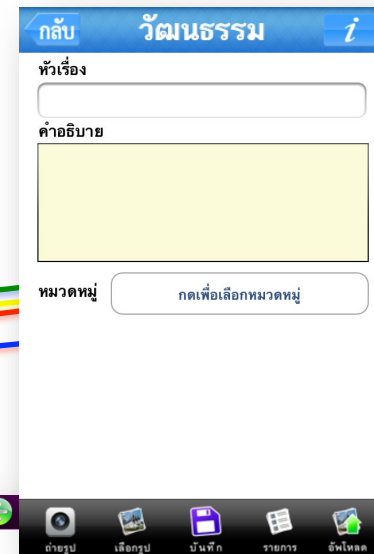 กลับ วัฒนธรรม i
หัวเรื่อง
คำอธิบาย
หมวดหมู่ กดเพื่อเลือกหมวดหมู่
ถ่ายรูป เลือกรูป บันทึก รายการ อัพโหลด